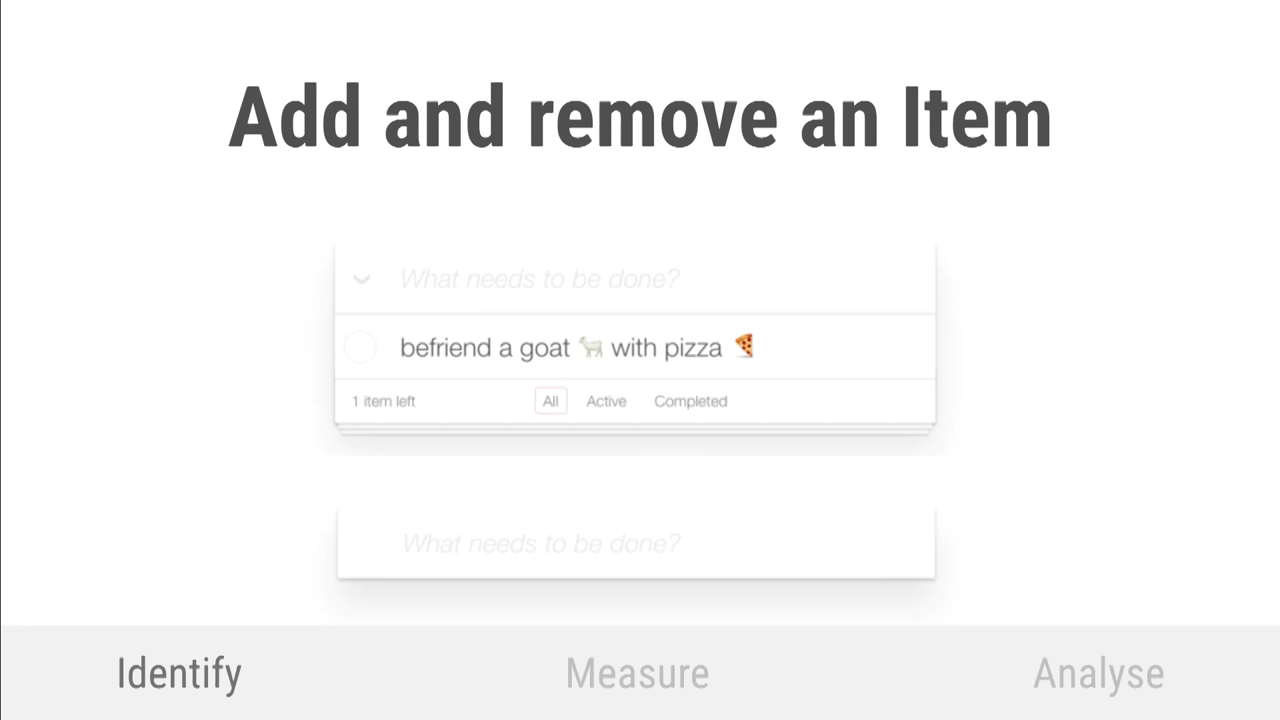 Add and remove an Item
What needs to be done?
befriend a goat 🐐 with pizza 🍕
1 item left All Active Completed
What needs to be done?
Identify Measure Analyse